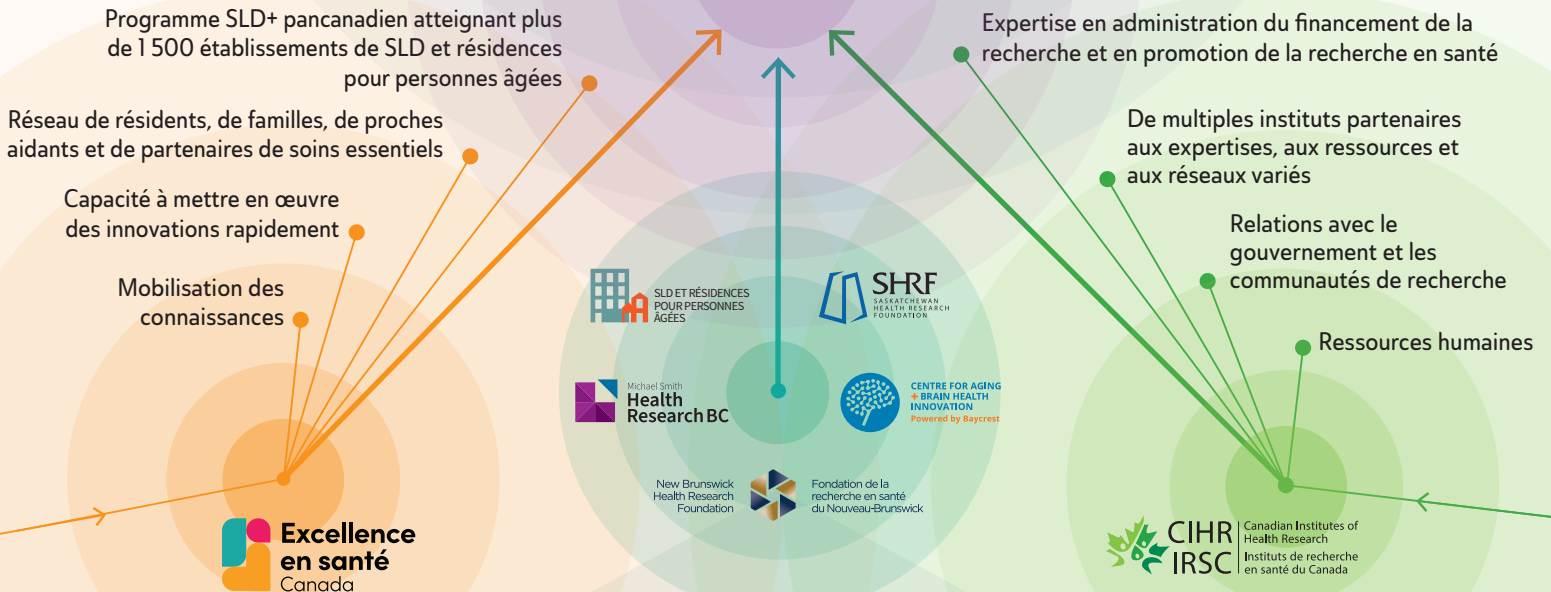 Programme SLD+ pancanadien atteignant plus
de 1 500 établissements de SLD et résidences
pour personnes âgées
Réseau de résidents, de familles, de proches
aidants et de partenaires de soins essentiels
Capacité à mettre en œuvre
des innovations rapidement
Mobilisation des
connaissances
Excellence
en santé
Canada
SLD ET RÉSIDENCES
POUR PERSONNES
ÂGÉES
SHRF
SASKATCHEWAN
HEALTH RESEARCH
FOUNDATION
Michael Smith
Health
Research BC
CENTRE FOR AGING
+ BRAIN HEALTH
INNOVATION
Powered by Baycrest
New Brunswick
Health Research
Foundation
Fondation de la
recherche en santé
du Nouveau-Brunswick
Expertise en administration du financement de la
recherche et en promotion de la recherche en santé
De multiples instituts partenaires
aux expertises, aux ressources et
aux réseaux variés
Relations avec le
gouvernement et les
communautés de recherche
Ressources humaines
CIHR
IRSC
Canadian Institutes of
Health Research
Instituts de recherche
en santé du Canada